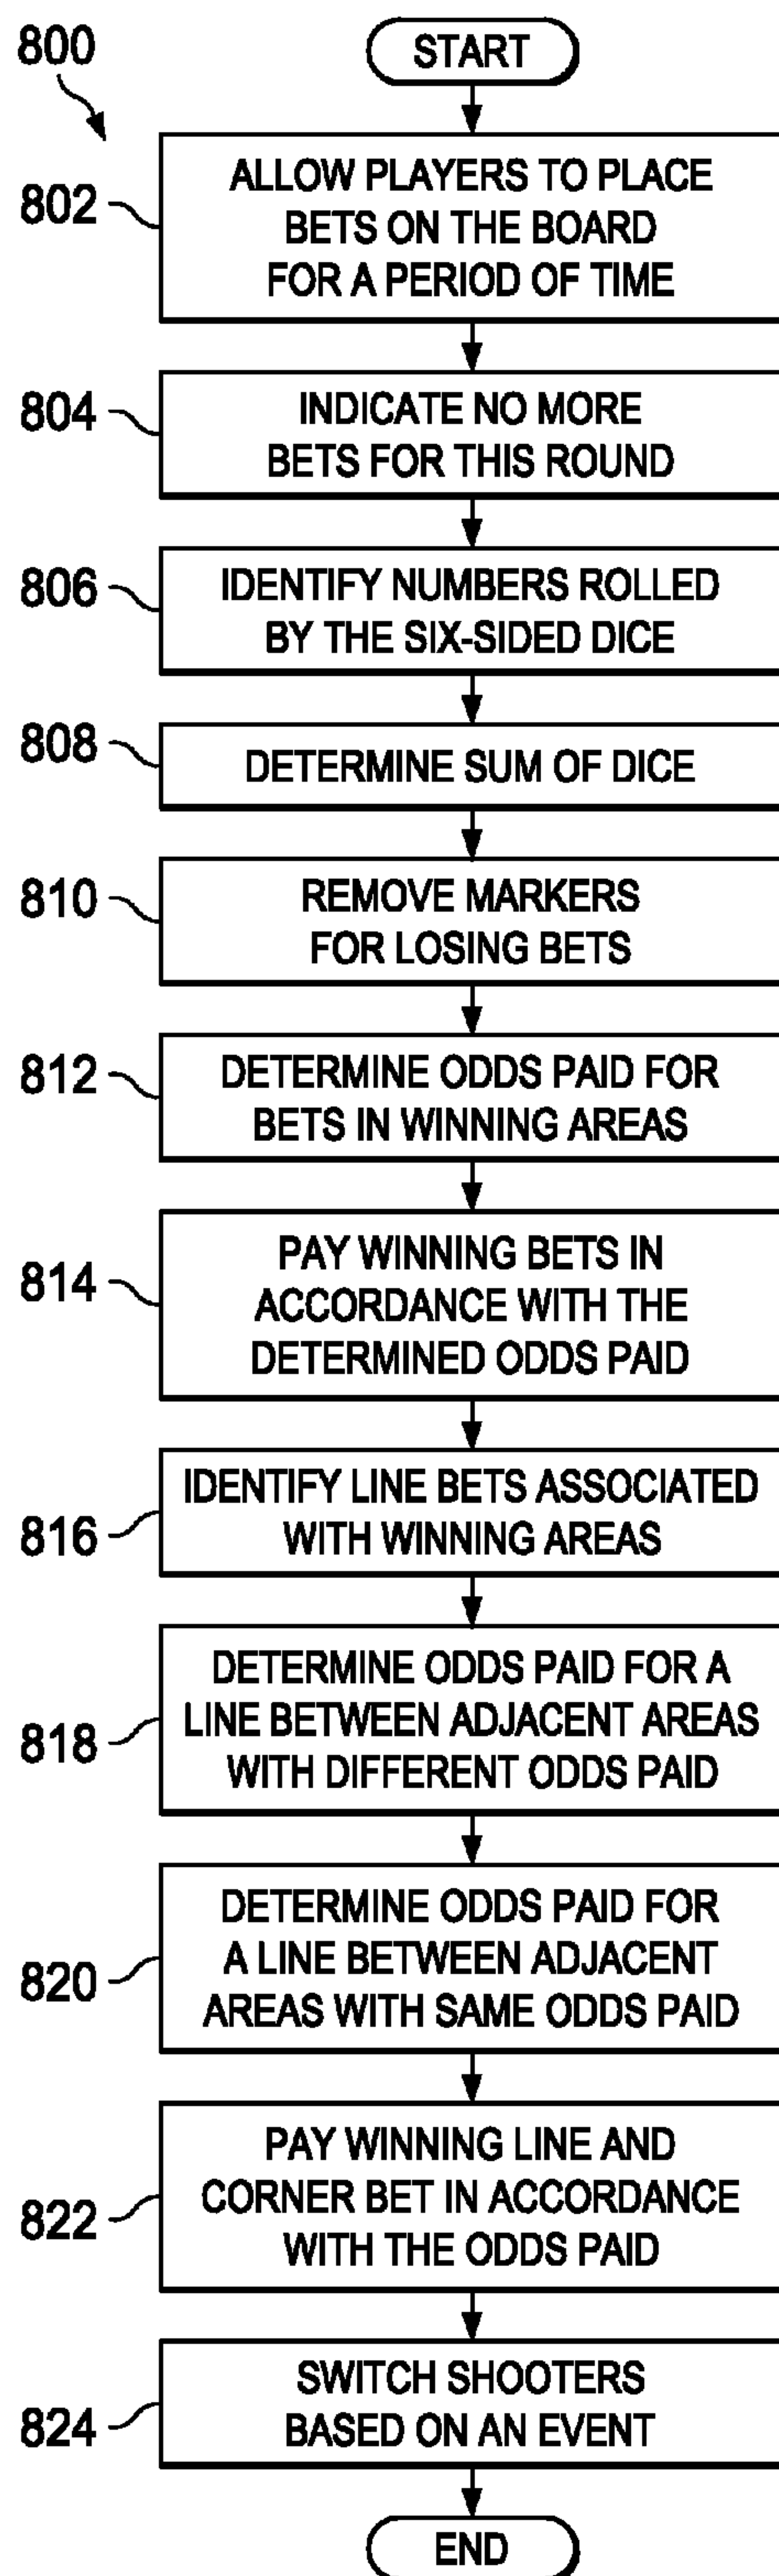 800
START
802
ALLOW PLAYERS TO PLACE
BETS ON THE BOARD
FOR A PERIOD OF TIME
804
INDICATE NO MORE
BETS FOR THIS ROUND
806
IDENTIFY NUMBERS ROLLED
BY THE SIX-SIDED DICE
808
DETERMINE SUM OF DICE
810
REMOVE MARKERS
FOR LOSING BETS
812
DETERMINE ODDS PAID FOR
BETS IN WINNING AREAS
814
PAY WINNING BETS IN
ACCORDANCE WITH THE
DETERMINED ODDS PAID
816
IDENTIFY LINE BETS ASSOCIATED
WITH WINNING AREAS
818
DETERMINE ODDS PAID FOR A
LINE BETWEEN ADJACENT AREAS
WITH DIFFERENT ODDS PAID
820
DETERMINE ODDS PAID FOR
A LINE BETWEEN ADJACENT
AREAS WITH SAME ODDS PAID
822
PAY WINNING LINE AND
CORNER BET IN ACCORDANCE
WITH THE ODDS PAID
824
SWITCH SHOOTERS
BASED ON AN EVENT
END